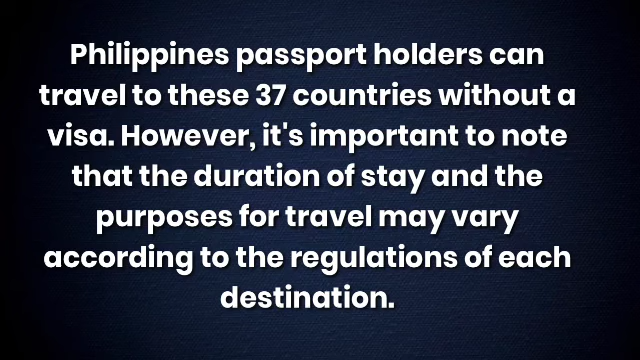 Philippines passport holders can
travel to these 37 countries without a
visa. However, it's important to note
that the duration of stay and the
purposes for travel may vary
according to the regulations of each
destination.